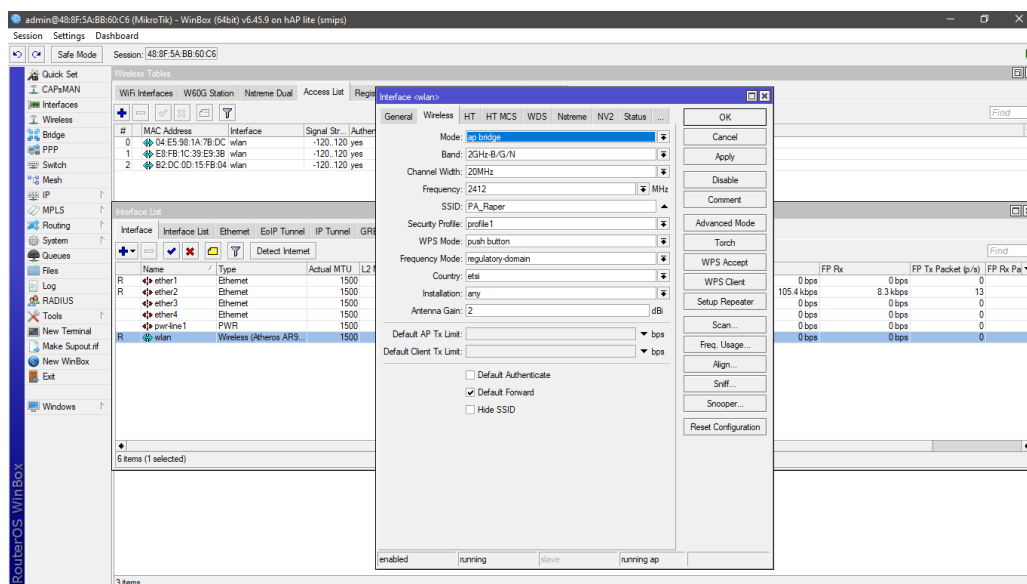 admin@48:8F:5A:BB:60:C6 (MikroTik) - WinBox (64bit) v6.45.9 on hAP lite (smips)
Session Settings Dashboard
Safe Mode Session: 48:8F:5A:BB:60:C6
Quick Set
CAPsMAN
Interfaces
Wireless
Bridge
PPP
Switch
Mesh
IP
MPLS
Routing
System
Queues
Files
Log
RADIUS
Tools
New Terminal
Make Supout.rif
New WinBox
Exit
Windows
RouterOS WinBox
Wireless Tables
WiFi Interfaces W60G Station Nstreme Dual Access List Regis
Find
# MAC Address Interface Signal Str... Authen
0 04:E5:98:1A:7B:DC wlan -120..120 yes
1 E8:FB:1C:39:E9:3B wlan -120..120 yes
2 B2:DC:0D:15:FB:04 wlan -120..120 yes
Interface List
Interface Interface List Ethernet EoIP Tunnel IP Tunnel GRE
Detect Internet
Find
Name Type Actual MTU L2 FP Rx FP Tx Packet (p/s) FP Rx Pa
R ether1 Ethernet 1500 0 bps 0 bps 0
R ether2 Ethernet 1500 105.4 kbps 8.3 kbps 13
ether3 Ethernet 1500 0 bps 0 bps 0
ether4 Ethernet 1500 0 bps 0 bps 0
pwr-line1 PWR 1500 0 bps 0 bps 0
R wlan Wireless (Atheros AR9... 1500 0 bps 0 bps 0
6 items (1 selected)
3 items
Interface <wlan>
General Wireless HT HT MCS WDS Nstreme NV2 Status ...
Mode: ap bridge
Band: 2GHz-B/G/N
Channel Width: 20MHz
Frequency: 2412 MHz
SSID: PA_Raper
Security Profile: profile1
WPS Mode: push button
Frequency Mode: regulatory-domain
Country: etsi
Installation: any
Antenna Gain: 2 dBi
Default AP Tx Limit: bps
Default Client Tx Limit: bps
Default Authenticate
Default Forward
Hide SSID
OK
Cancel
Apply
Disable
Comment
Advanced Mode
Torch
WPS Accept
WPS Client
Setup Repeater
Scan...
Freq. Usage...
Align...
Sniff...
Snooper...
Reset Configuration
enabled running slave running ap